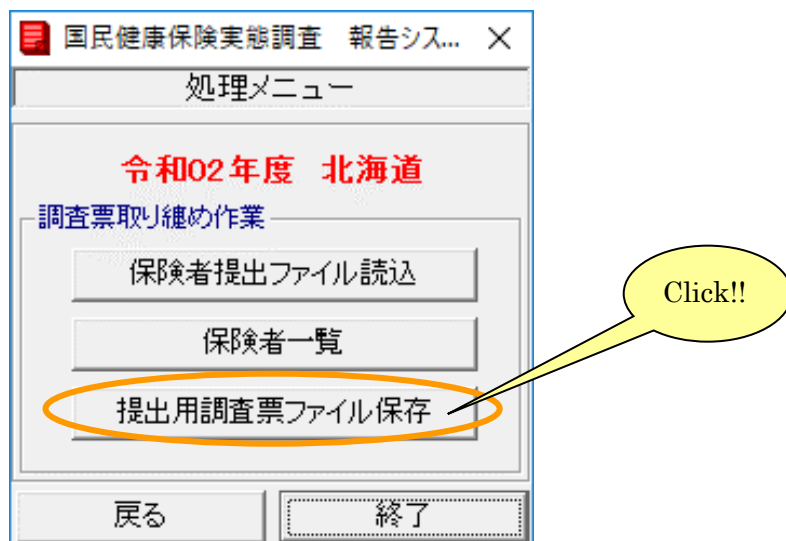 国民健康保険実態調査　報告シス...
処理メニュー
令和02年度　北海道
調査票取り纏め作業
保険者提出ファイル読込
保険者一覧
提出用調査票ファイル保存
Click!!
戻る
終了